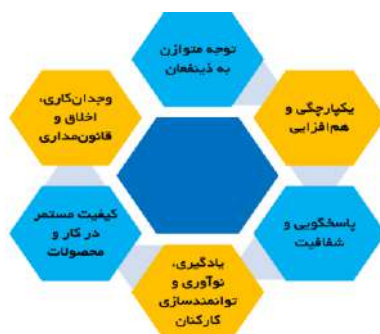 توجه متوازن
به ذینفعان
یکپارچگی و
هم‌افزایی
پاسخگویی و
شفافیت
یادگیری،
نوآوری و
توانمندسازی
کارکنان
کیفیت مستمر
در کار و
محصولات
وجدان‌کاری،
اخلاق و
قانون‌مداری